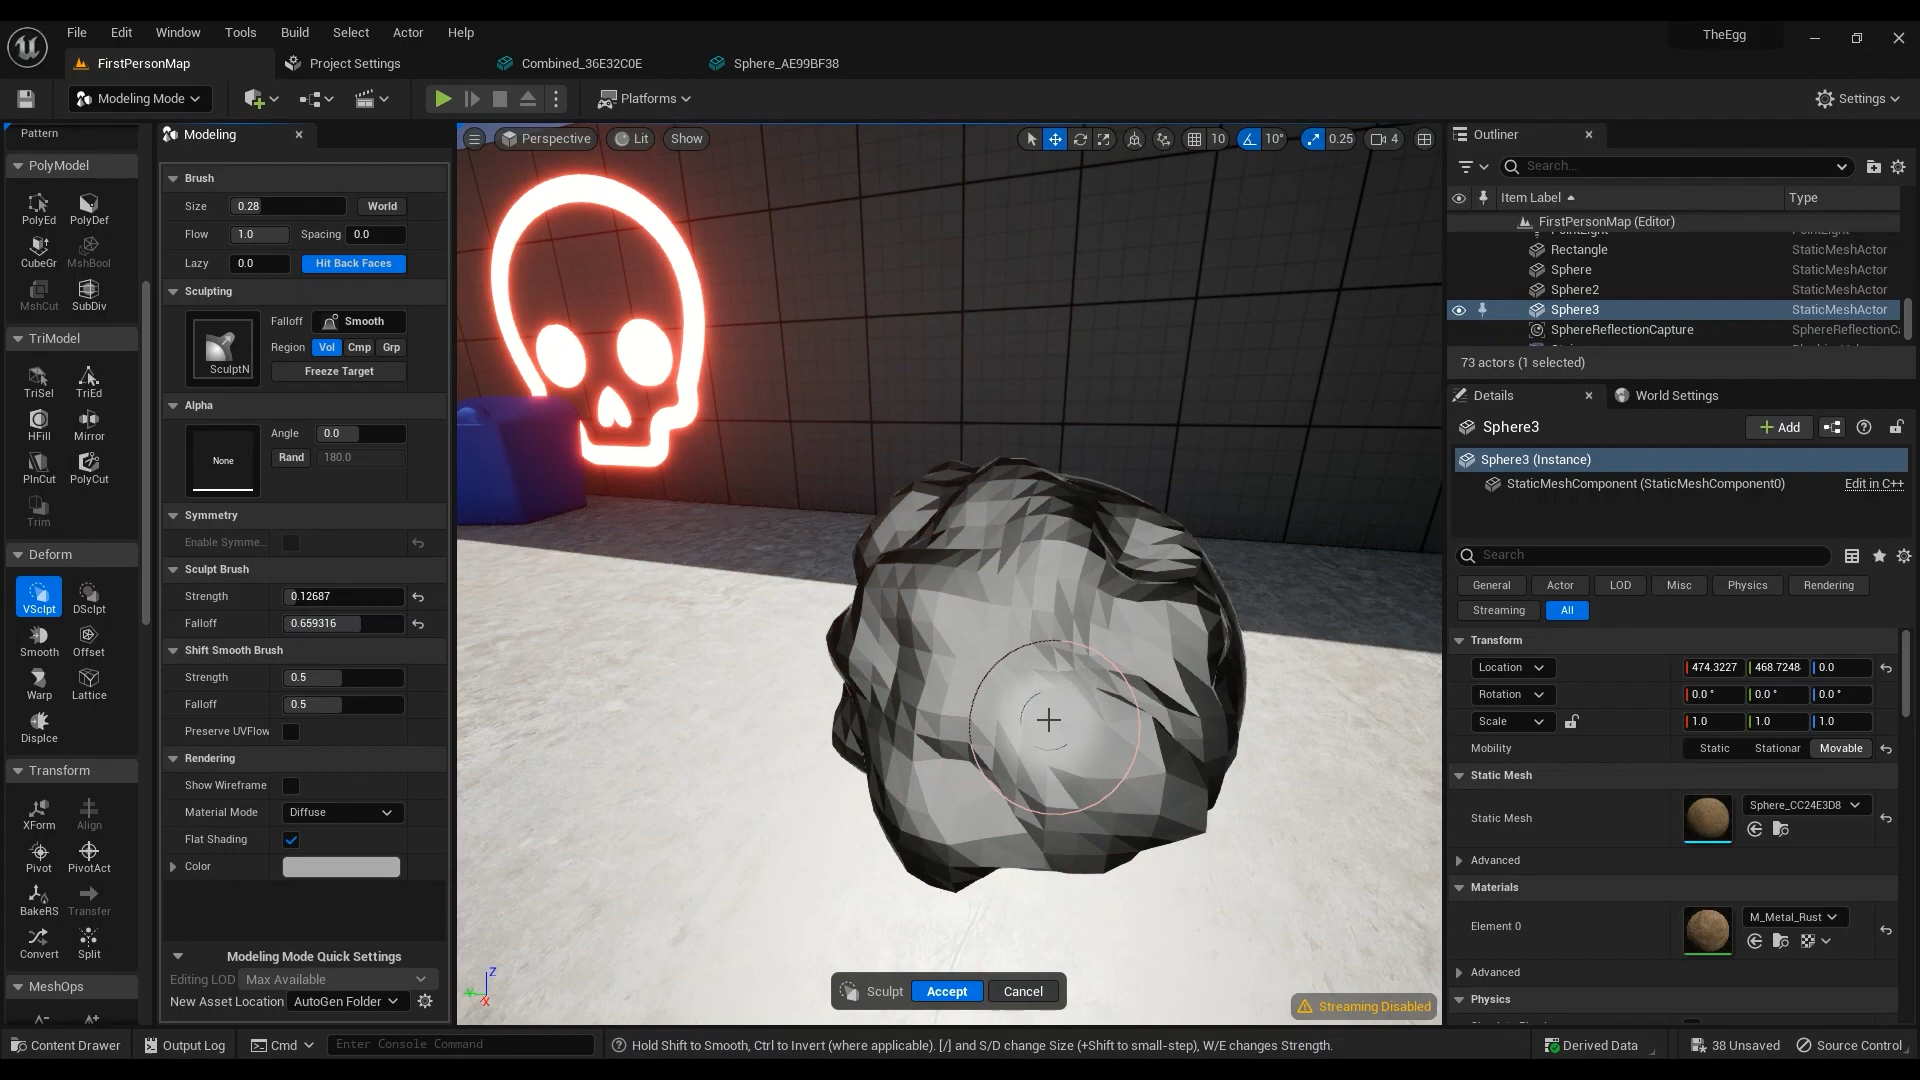 File Edit Window Tools Build Select Actor Help
TheEgg
FirstPersonMap
Project Settings
Combined_36E32C0E
Sphere_AE99BF38
Modeling Mode
Platforms
Settings
Pattern
PolyModel
PolyEd PolyDef
CubeGr MshBool
MshCut SubDiv
TriModel
TriSel TriEd
HFill Mirror
PlnCut PolyCut
Trim
Deform
VSclpt DSclpt
Smooth Offset
Warp Lattice
Displce
Transform
XForm Align
Pivot PivotAct
BakeRS Transfer
Convert Split
MeshOps
Modeling
Brush
Size 0.28 World
Flow 1.0 Spacing 0.0
Lazy 0.0 Hit Back Faces
Sculpting
SculptN
Falloff Smooth
Region Vol Cmp Grp
Freeze Target
Alpha
None
Angle 0.0
Rand 180.0
Symmetry
Enable Symme...
Sculpt Brush
Strength 0.12687
Falloff 0.659316
Shift Smooth Brush
Strength 0.5
Falloff 0.5
Preserve UVFlow
Rendering
Show Wireframe
Material Mode Diffuse
Flat Shading
Color
Modeling Mode Quick Settings
Editing LOD Max Available
New Asset Location AutoGen Folder
Perspective Lit Show
10 10° 0.25 4
Z
X
Sculpt Accept Cancel
Streaming Disabled
Outliner
Search...
Item Label Type
FirstPersonMap (Editor)
PointLight PointLight
Rectangle StaticMeshActor
Sphere StaticMeshActor
Sphere2 StaticMeshActor
Sphere3 StaticMeshActor
SphereReflectionCapture SphereReflectionCa
73 actors (1 selected)
Details World Settings
Sphere3 Add
Sphere3 (Instance)
StaticMeshComponent (StaticMeshComponent0) Edit in C++
Search
General Actor LOD Misc Physics Rendering
Streaming All
Transform
Location 474.3227 468.7248 0.0
Rotation 0.0 ° 0.0 ° 0.0 °
Scale 1.0 1.0 1.0
Mobility Static Stationar Movable
Static Mesh
Static Mesh Sphere_CC24E3D8
Advanced
Materials
Element 0 M_Metal_Rust
Advanced
Physics
Content Drawer Output Log Cmd Enter Console Command
Hold Shift to Smooth, Ctrl to Invert (where applicable). [/] and S/D change Size (+Shift to small-step), W/E changes Strength.
Derived Data 38 Unsaved Source Control